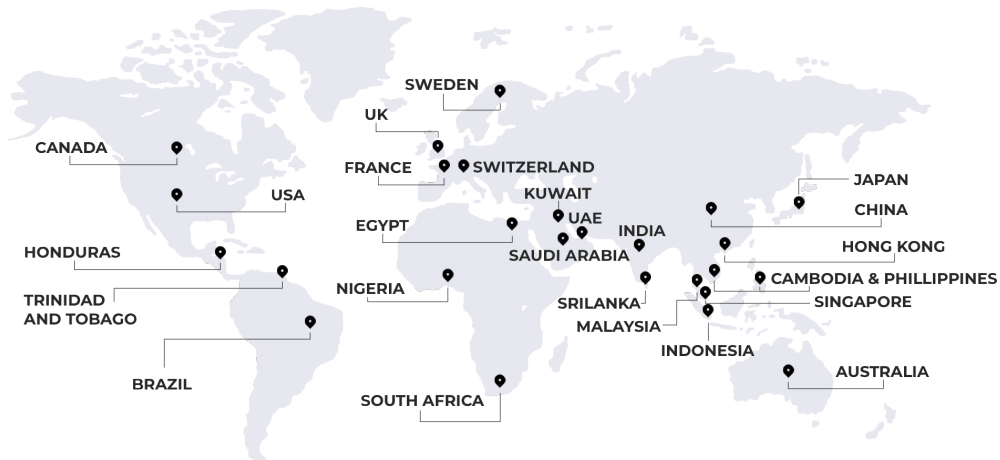 SWEDEN
UK
CANADA
FRANCE
SWITZERLAND
JAPAN
USA
KUWAIT
CHINA
EGYPT
UAE
INDIA
HONDURAS
SAUDI ARABIA
HONG KONG
CAMBODIA & PHILLIPPINES
NIGERIA
TRINIDAD
AND TOBAGO
SRILANKA
SINGAPORE
MALAYSIA
INDONESIA
BRAZIL
AUSTRALIA
SOUTH AFRICA